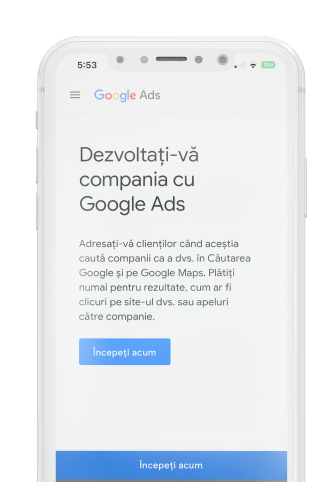 5:53
76+
Google Ads
Dezvoltați-vă
compania cu
Google Ads
Adresați-vă clienților când aceștia
caută companii ca a dvs. în Căutarea
Google și pe Google Maps. Plătiți
numai pentru rezultate, cum ar fi
clicuri pe site-ul dvs. sau apeluri
către companie.
Începeți acum
Începeți acum